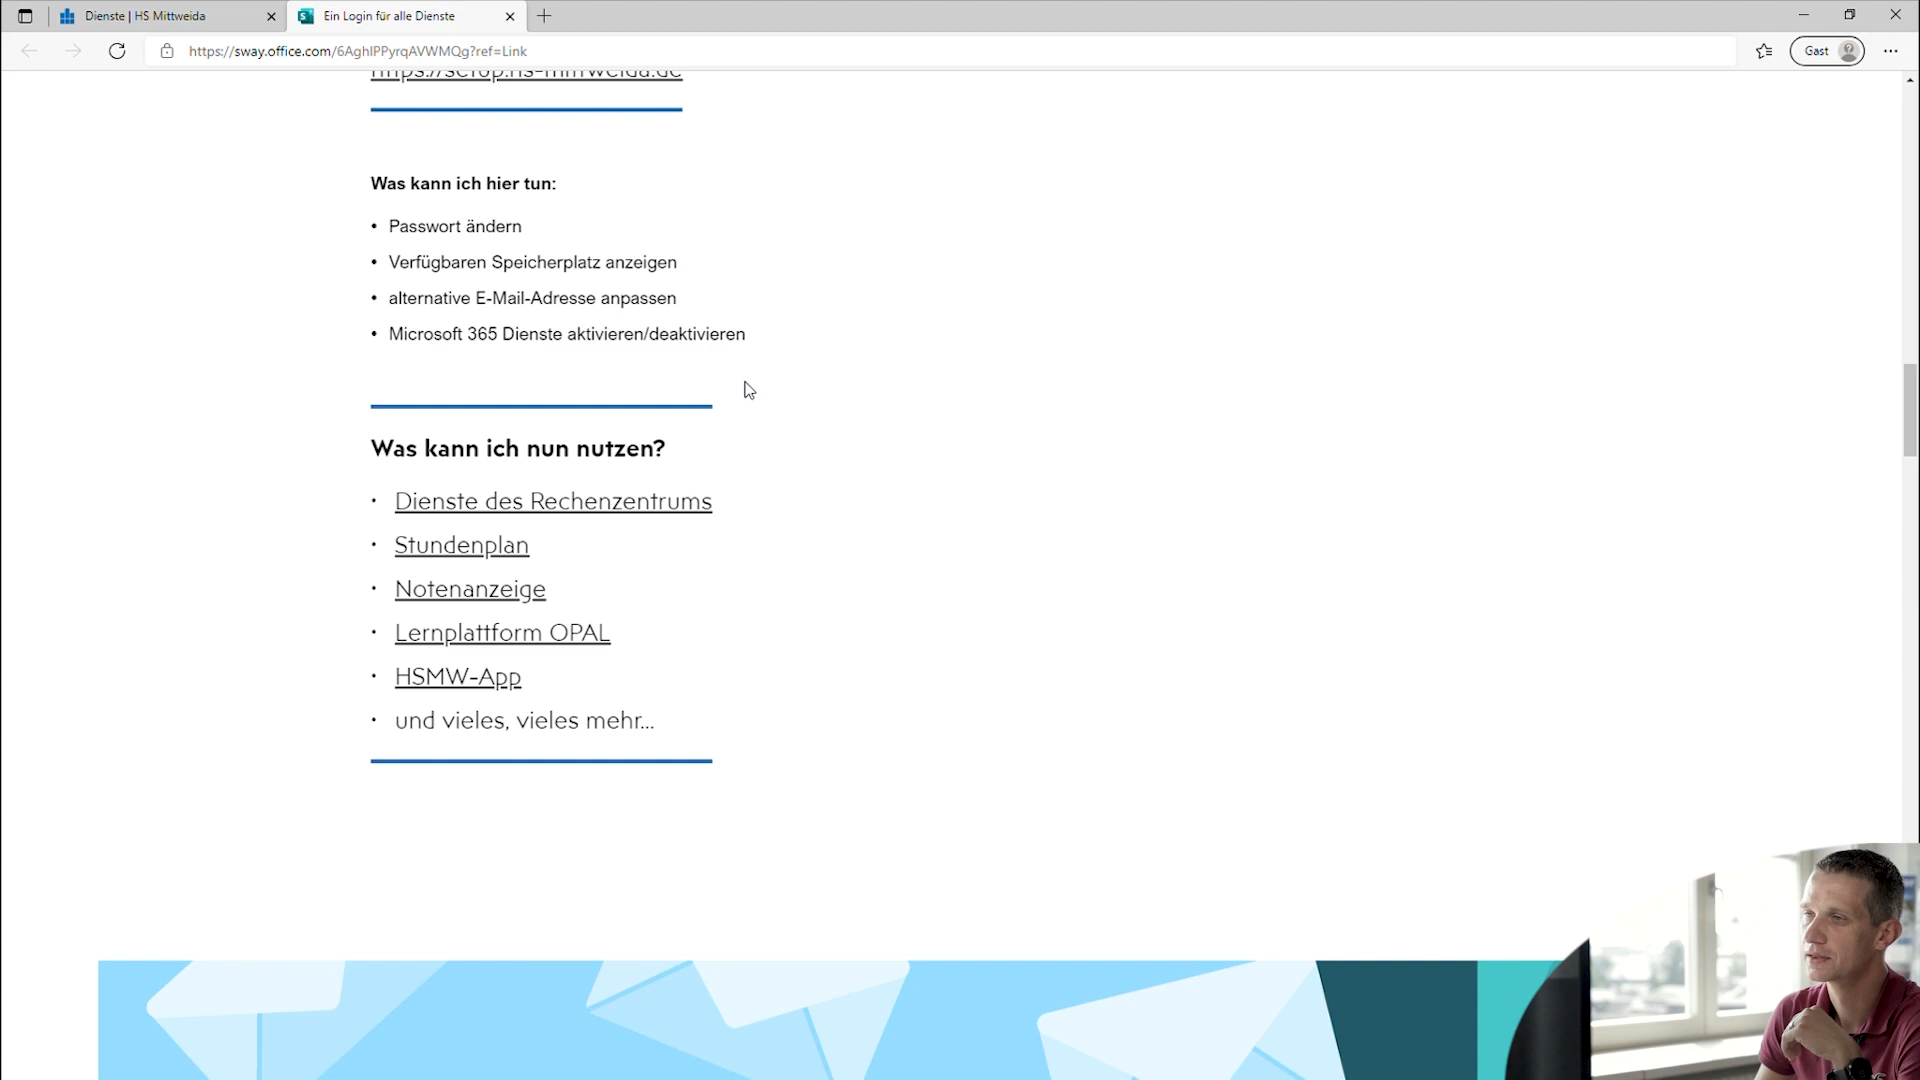 Dienste | HS Mittweida
Ein Login für alle Dienste
https://sway.office.com/6AghIPPyrqAVWMQg?ref=Link
Gast
https://setup.hs-mittweida.de
Was kann ich hier tun:
• Passwort ändern
• Verfügbaren Speicherplatz anzeigen
• alternative E-Mail-Adresse anpassen
• Microsoft 365 Dienste aktivieren/deaktivieren
Was kann ich nun nutzen?
• Dienste des Rechenzentrums
• Stundenplan
• Notenanzeige
• Lernplattform OPAL
• HSMW-App
• und vieles, vieles mehr...